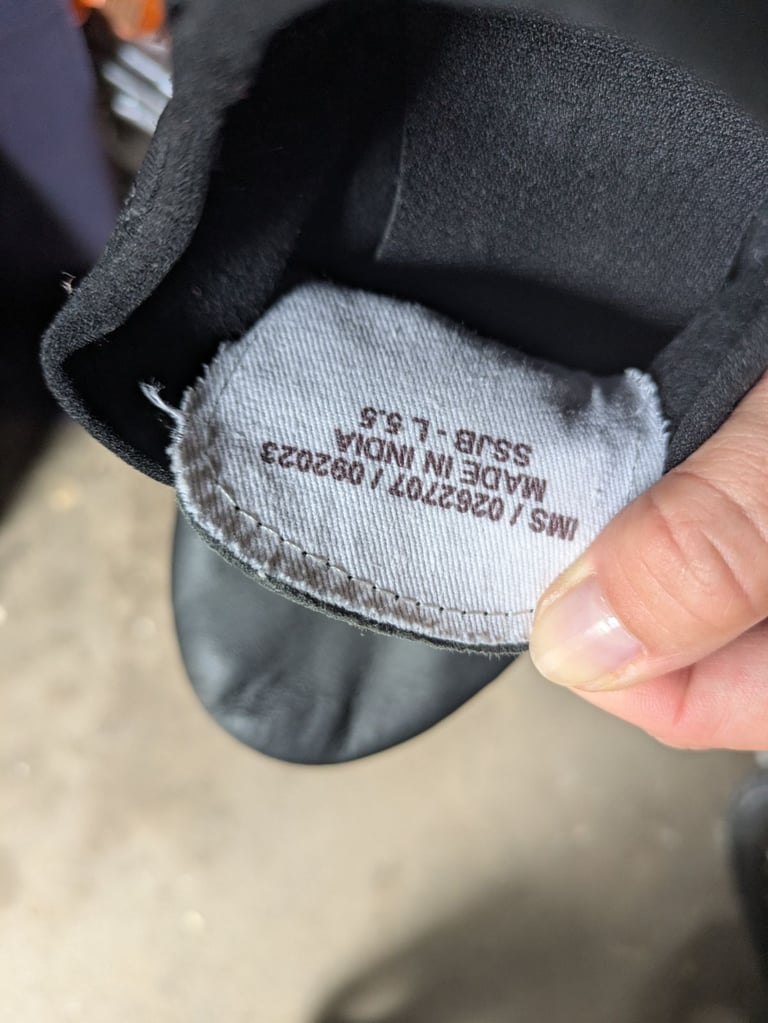 IMS / 0262707 / 092023
MADE IN INDIA
SSJB - L 5.5